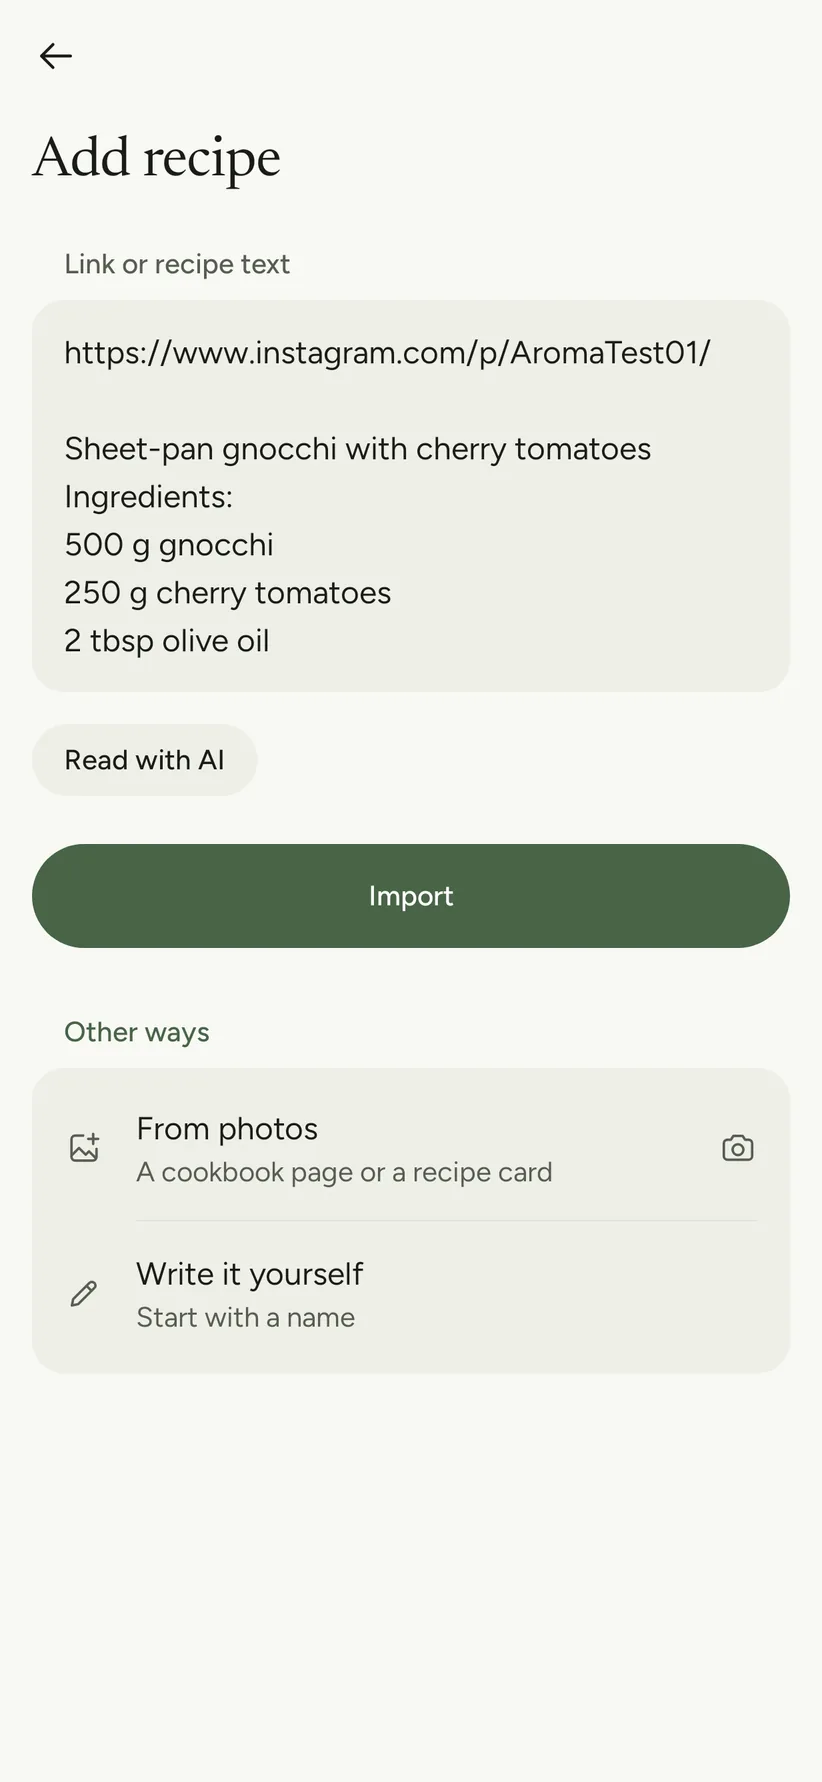 Add recipe
Link or recipe text
https://www.instagram.com/p/AromaTest01/
Sheet-pan gnocchi with cherry tomatoes
Ingredients:
500 g gnocchi
250 g cherry tomatoes
2 tbsp olive oil
Read with AI
Import
Other ways
From photos
A cookbook page or a recipe card
Write it yourself
Start with a name